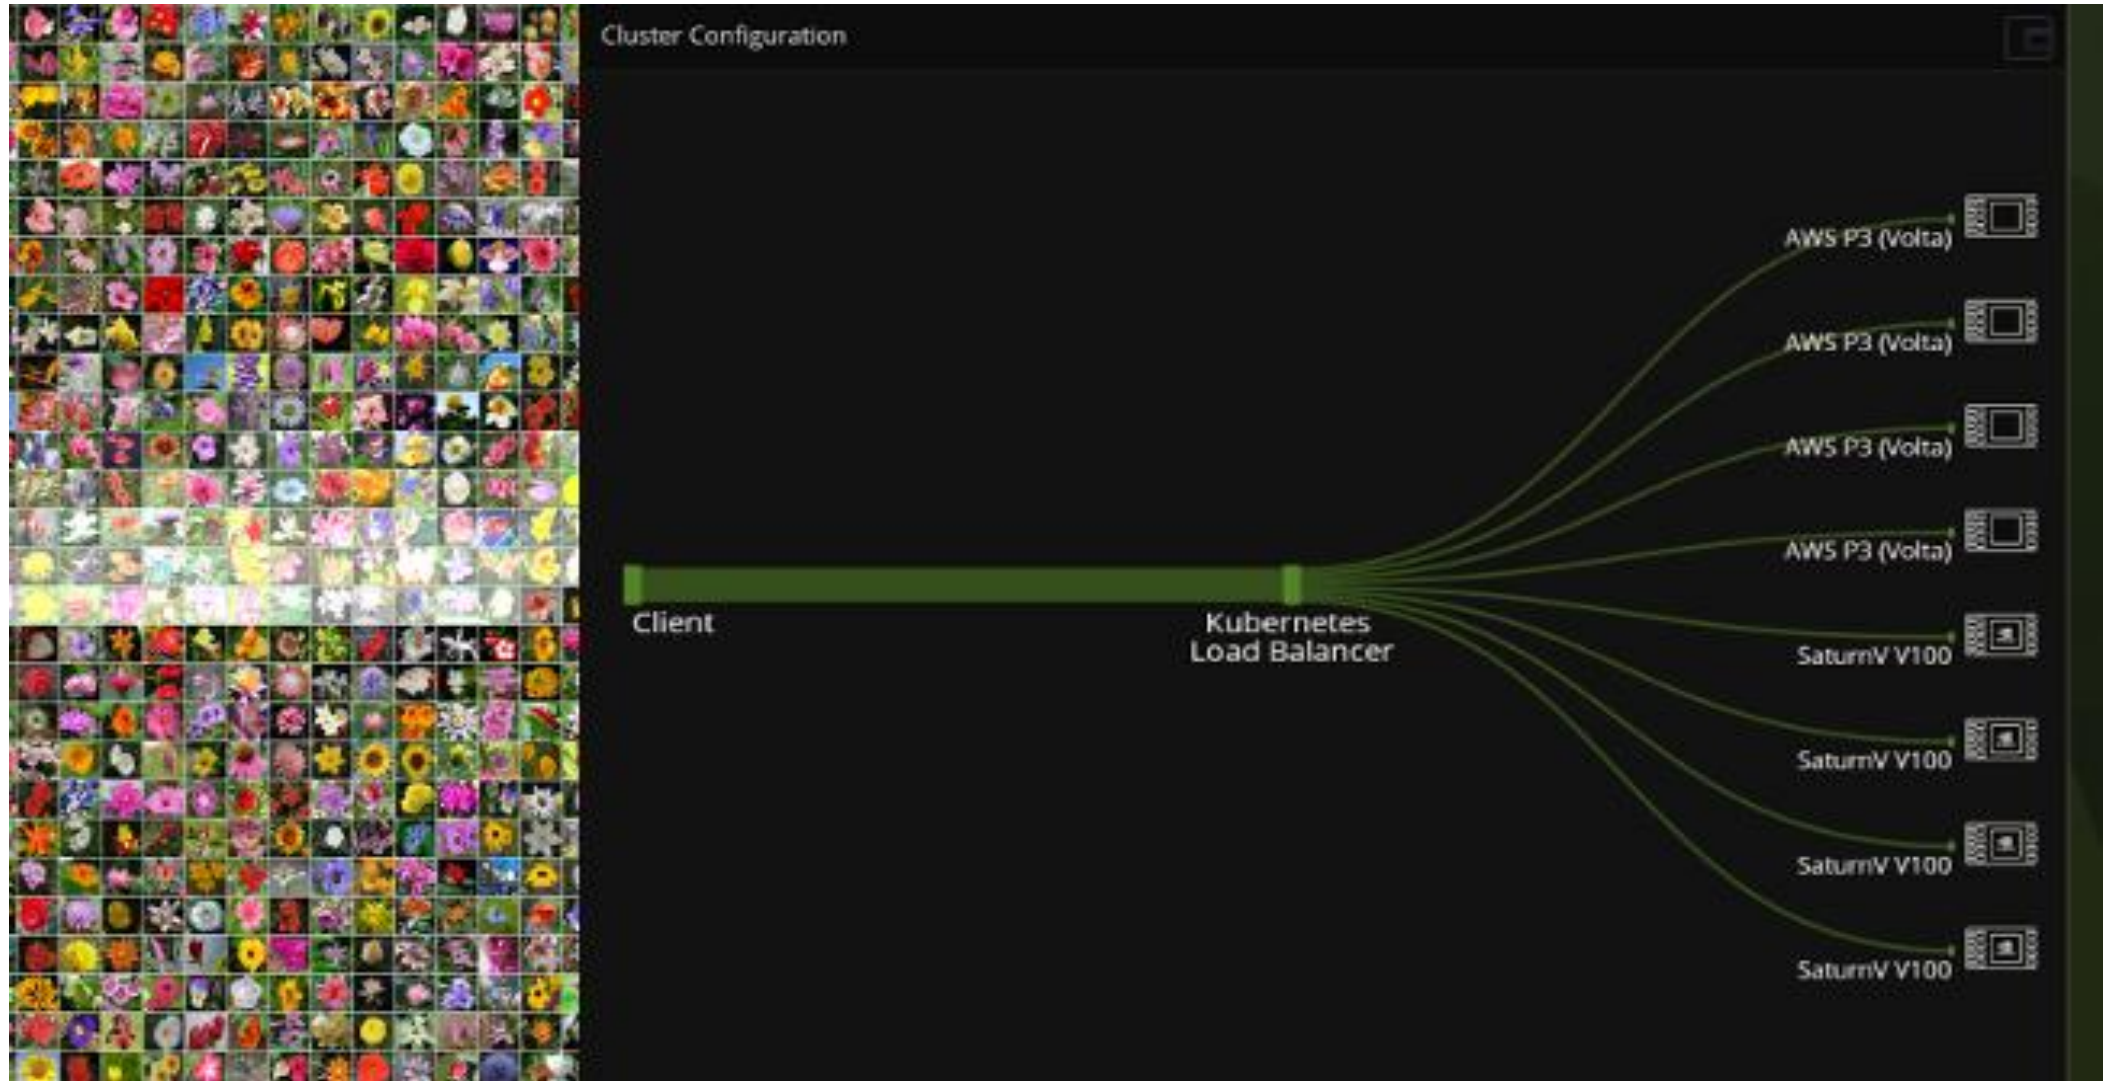 Cluster Configuration
AWS P3 (Volta)
AWS P3 (Volta)
AWS P3 (Volta)
AWS P3 (Volta)
Client
Kubernetes
Load Balancer
SaturnV V100
SaturnV V100
SaturnV V100
SaturnV V100